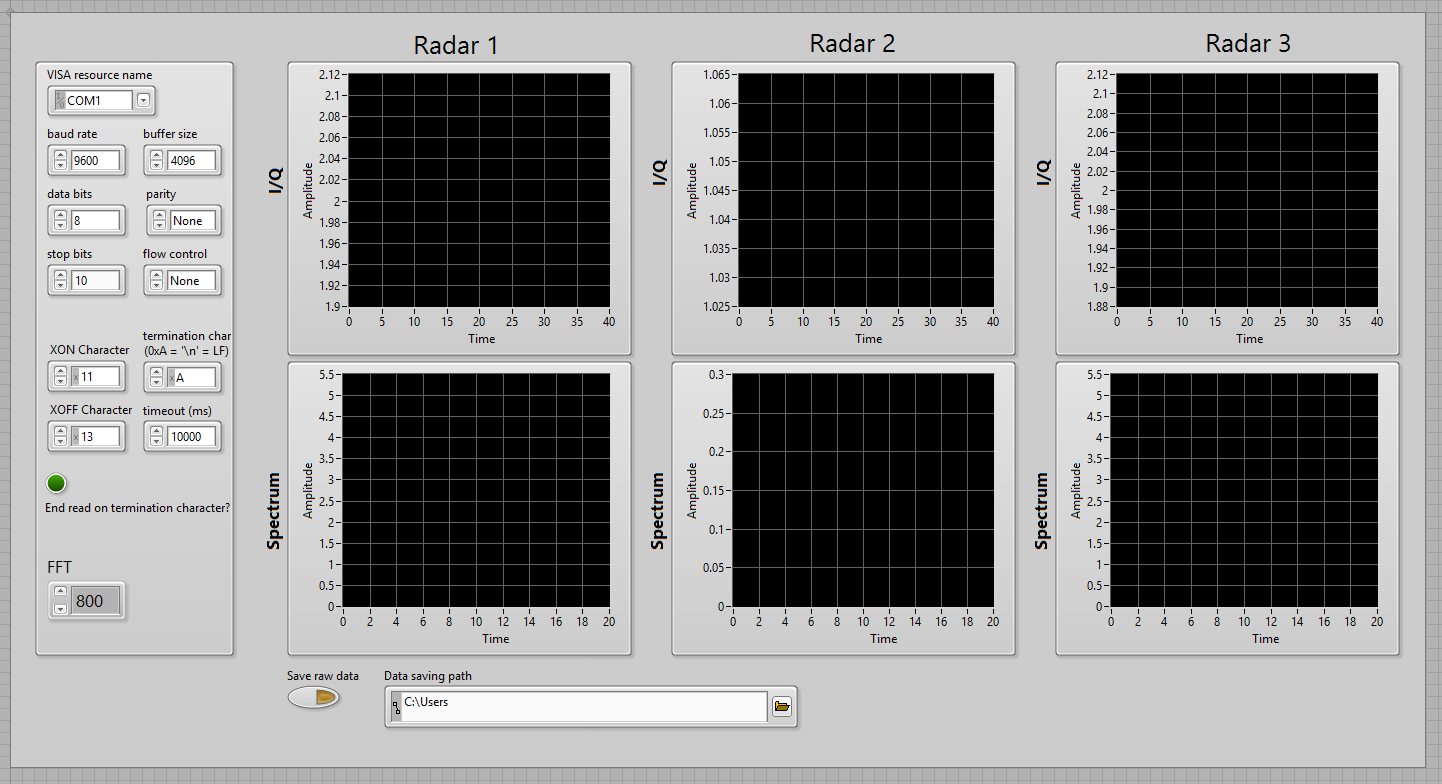 Radar 1
Radar 2
Radar 3
VISA resource name
I/O COM1
baud rate
buffer size
9600
4096
data bits
parity
8
None
stop bits
flow control
10
None
XON Character
termination char
(0xA = '\n' = LF)
x 11
x A
XOFF Character
timeout (ms)
x 13
10000
End read on termination character?
FFT
800
I/Q
Amplitude
2.12
2.1
2.08
2.06
2.04
2.02
2
1.98
1.96
1.94
1.92
1.9
0 5 10 15 20 25 30 35 40
Time
I/Q
Amplitude
1.065
1.06
1.055
1.05
1.045
1.04
1.035
1.03
1.025
0 5 10 15 20 25 30 35 40
Time
I/Q
Amplitude
2.12
2.1
2.08
2.06
2.04
2.02
2
1.98
1.96
1.94
1.92
1.9
1.88
0 5 10 15 20 25 30 35 40
Time
Spectrum
Amplitude
5.5
5
4.5
4
3.5
3
2.5
2
1.5
1
0.5
0
0 2 4 6 8 10 12 14 16 18 20
Time
Spectrum
Amplitude
0.3
0.25
0.2
0.15
0.1
0.05
0
0 2 4 6 8 10 12 14 16 18 20
Time
Spectrum
Amplitude
5.5
5
4.5
4
3.5
3
2.5
2
1.5
1
0.5
0
0 2 4 6 8 10 12 14 16 18 20
Time
Save raw data
Data saving path
C:\Users